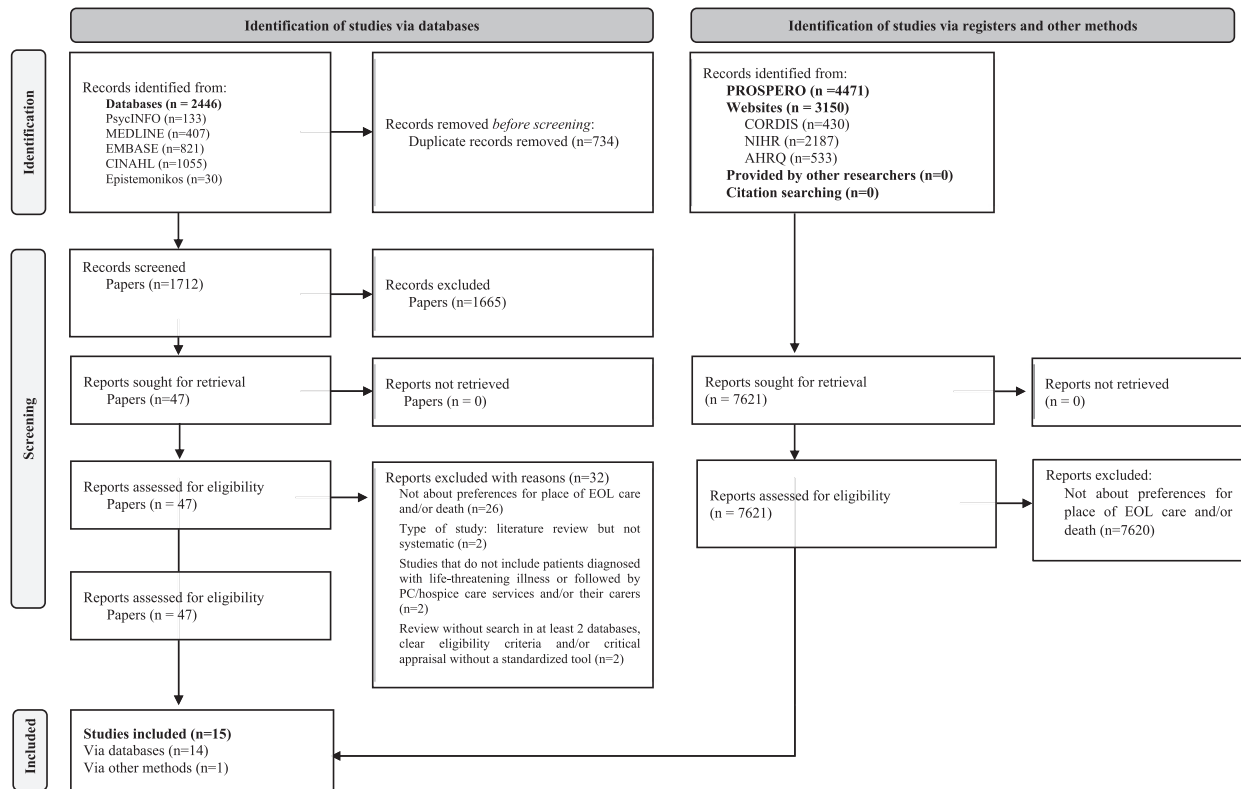 Identification of studies via databases
Identification of studies via registers and other methods
Identification
Records identified from:
Databases (n = 2446)
PsycINFO (n=133)
MEDLINE (n=407)
EMBASE (n=821)
CINAHL (n=1055)
Epistemonikos (n=30)
Records removed before screening:
Duplicate records removed (n=734)
Records identified from:
PROSPERO (n =4471)
Websites (n = 3150)
CORDIS (n=430)
NIHR (n=2187)
AHRQ (n=533)
Provided by other researchers (n=0)
Citation searching (n=0)
Screening
Records screened
Papers (n=1712)
Records excluded
Papers (n=1665)
Reports sought for retrieval
Papers (n=47)
Reports not retrieved
Papers (n = 0)
Reports sought for retrieval
(n = 7621)
Reports not retrieved
(n = 0)
Reports assessed for eligibility
Papers (n = 47)
Reports excluded with reasons (n=32)
Not about preferences for place of EOL care
and/or death (n=26)
Type of study: literature review but not
systematic (n=2)
Studies that do not include patients diagnosed
with life-threatening illness or followed by
PC/hospice care services and/or their carers
(n=2)
Review without search in at least 2 databases,
clear eligibility criteria and/or critical
appraisal without a standardized tool (n=2)
Reports assessed for eligibility
(n = 7621)
Reports excluded:
Not about preferences for
place of EOL care and/or
death (n=7620)
Reports assessed for eligibility
Papers (n = 47)
Included
Studies included (n=15)
Via databases (n=14)
Via other methods (n=1)